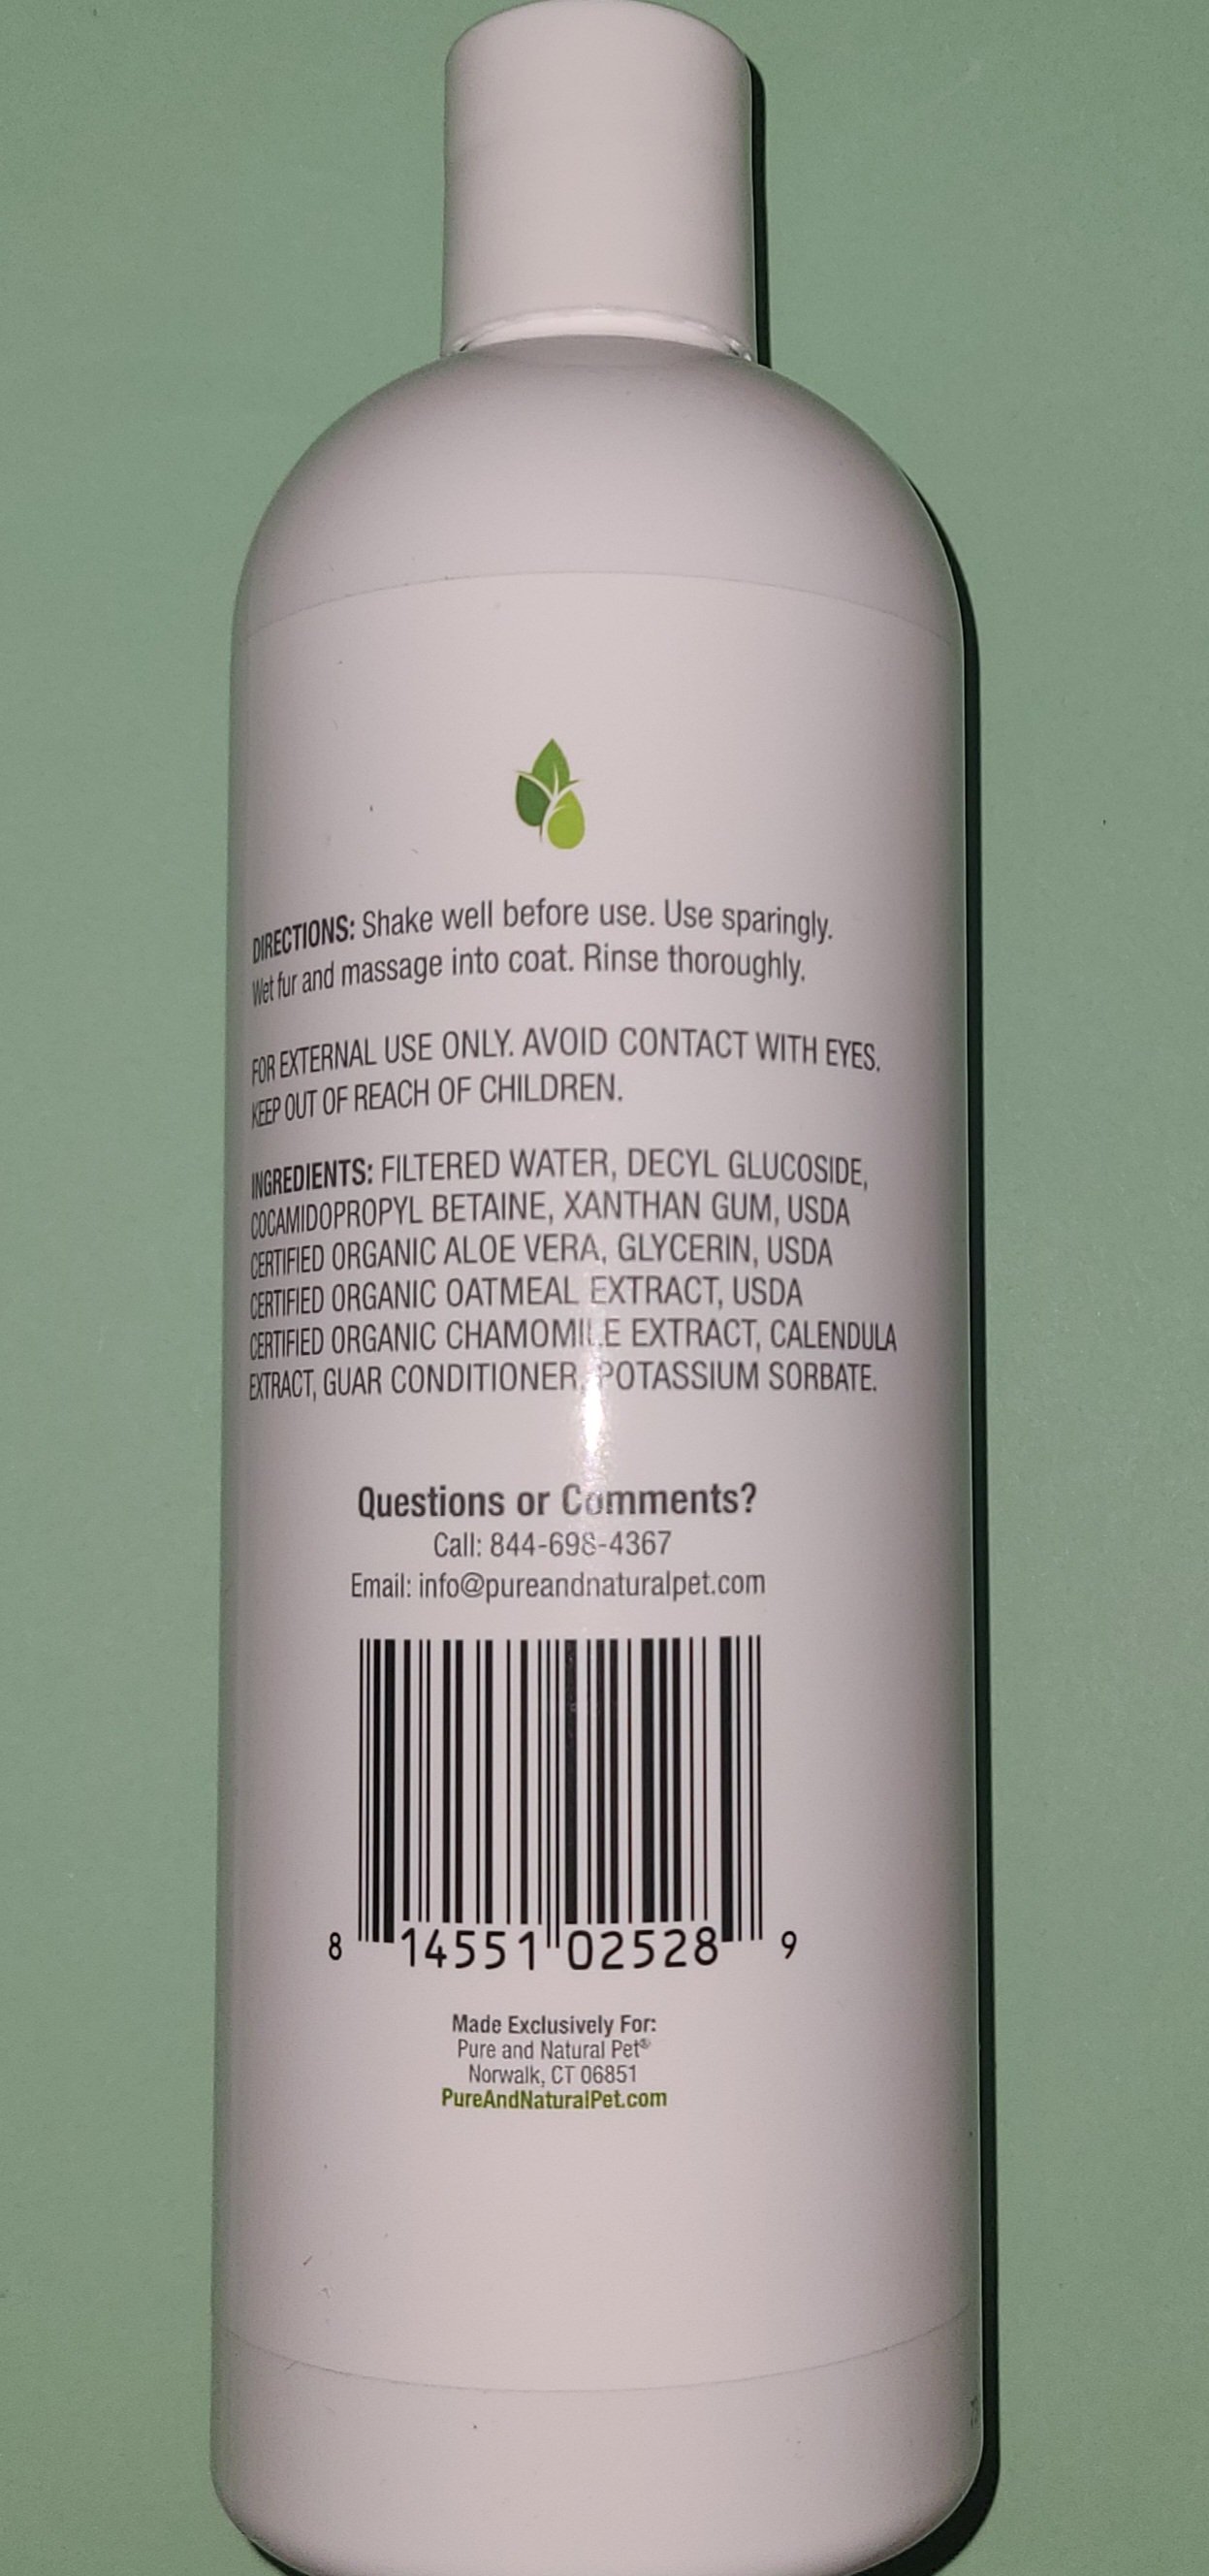 DIRECTIONS: Shake well before use. Use sparingly.
Wet fur and massage into coat. Rinse thoroughly.
FOR EXTERNAL USE ONLY. AVOID CONTACT WITH EYES.
KEEP OUT OF REACH OF CHILDREN.
INGREDIENTS: FILTERED WATER, DECYL GLUCOSIDE,
COCAMIDOPROPYL BETAINE, XANTHAN GUM, USDA
CERTIFIED ORGANIC ALOE VERA, GLYCERIN, USDA
CERTIFIED ORGANIC OATMEAL EXTRACT, USDA
CERTIFIED ORGANIC CHAMOMILE EXTRACT, CALENDULA
EXTRACT, GUAR CONDITIONER, POTASSIUM SORBATE.
Questions or Comments?
Call: 844-698-4367
Email: info@pureandnaturalpet.com
8 14551 02528 9
Made Exclusively For:
Pure and Natural Pet®
Norwalk, CT 06851
PureAndNaturalPet.com